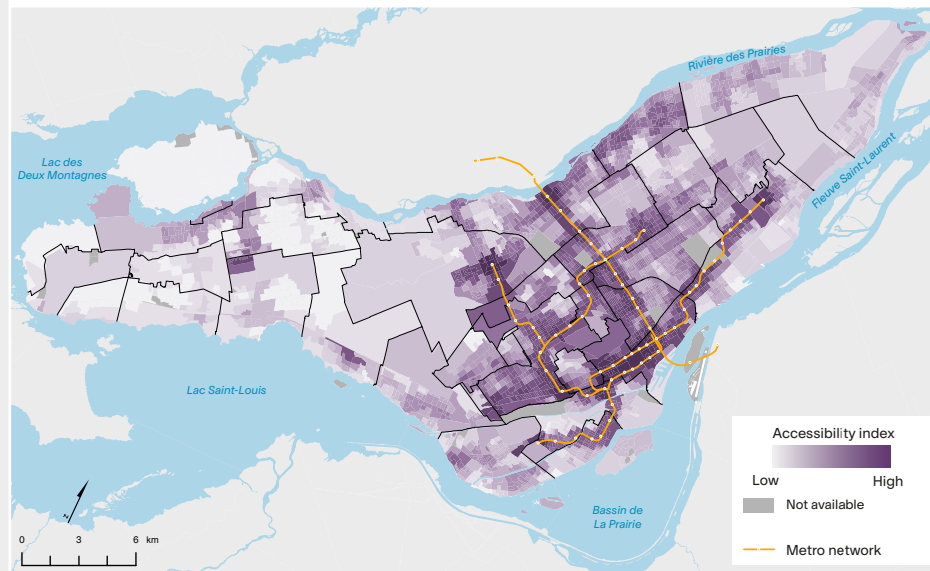 Rivière des Prairies
Lac des
Deux Montagnes
Fleuve Saint-Laurent
Lac Saint-Louis
Bassin de
La Prairie
Accessibility index
Low
High
Not available
Metro network
z
0 3 6 km